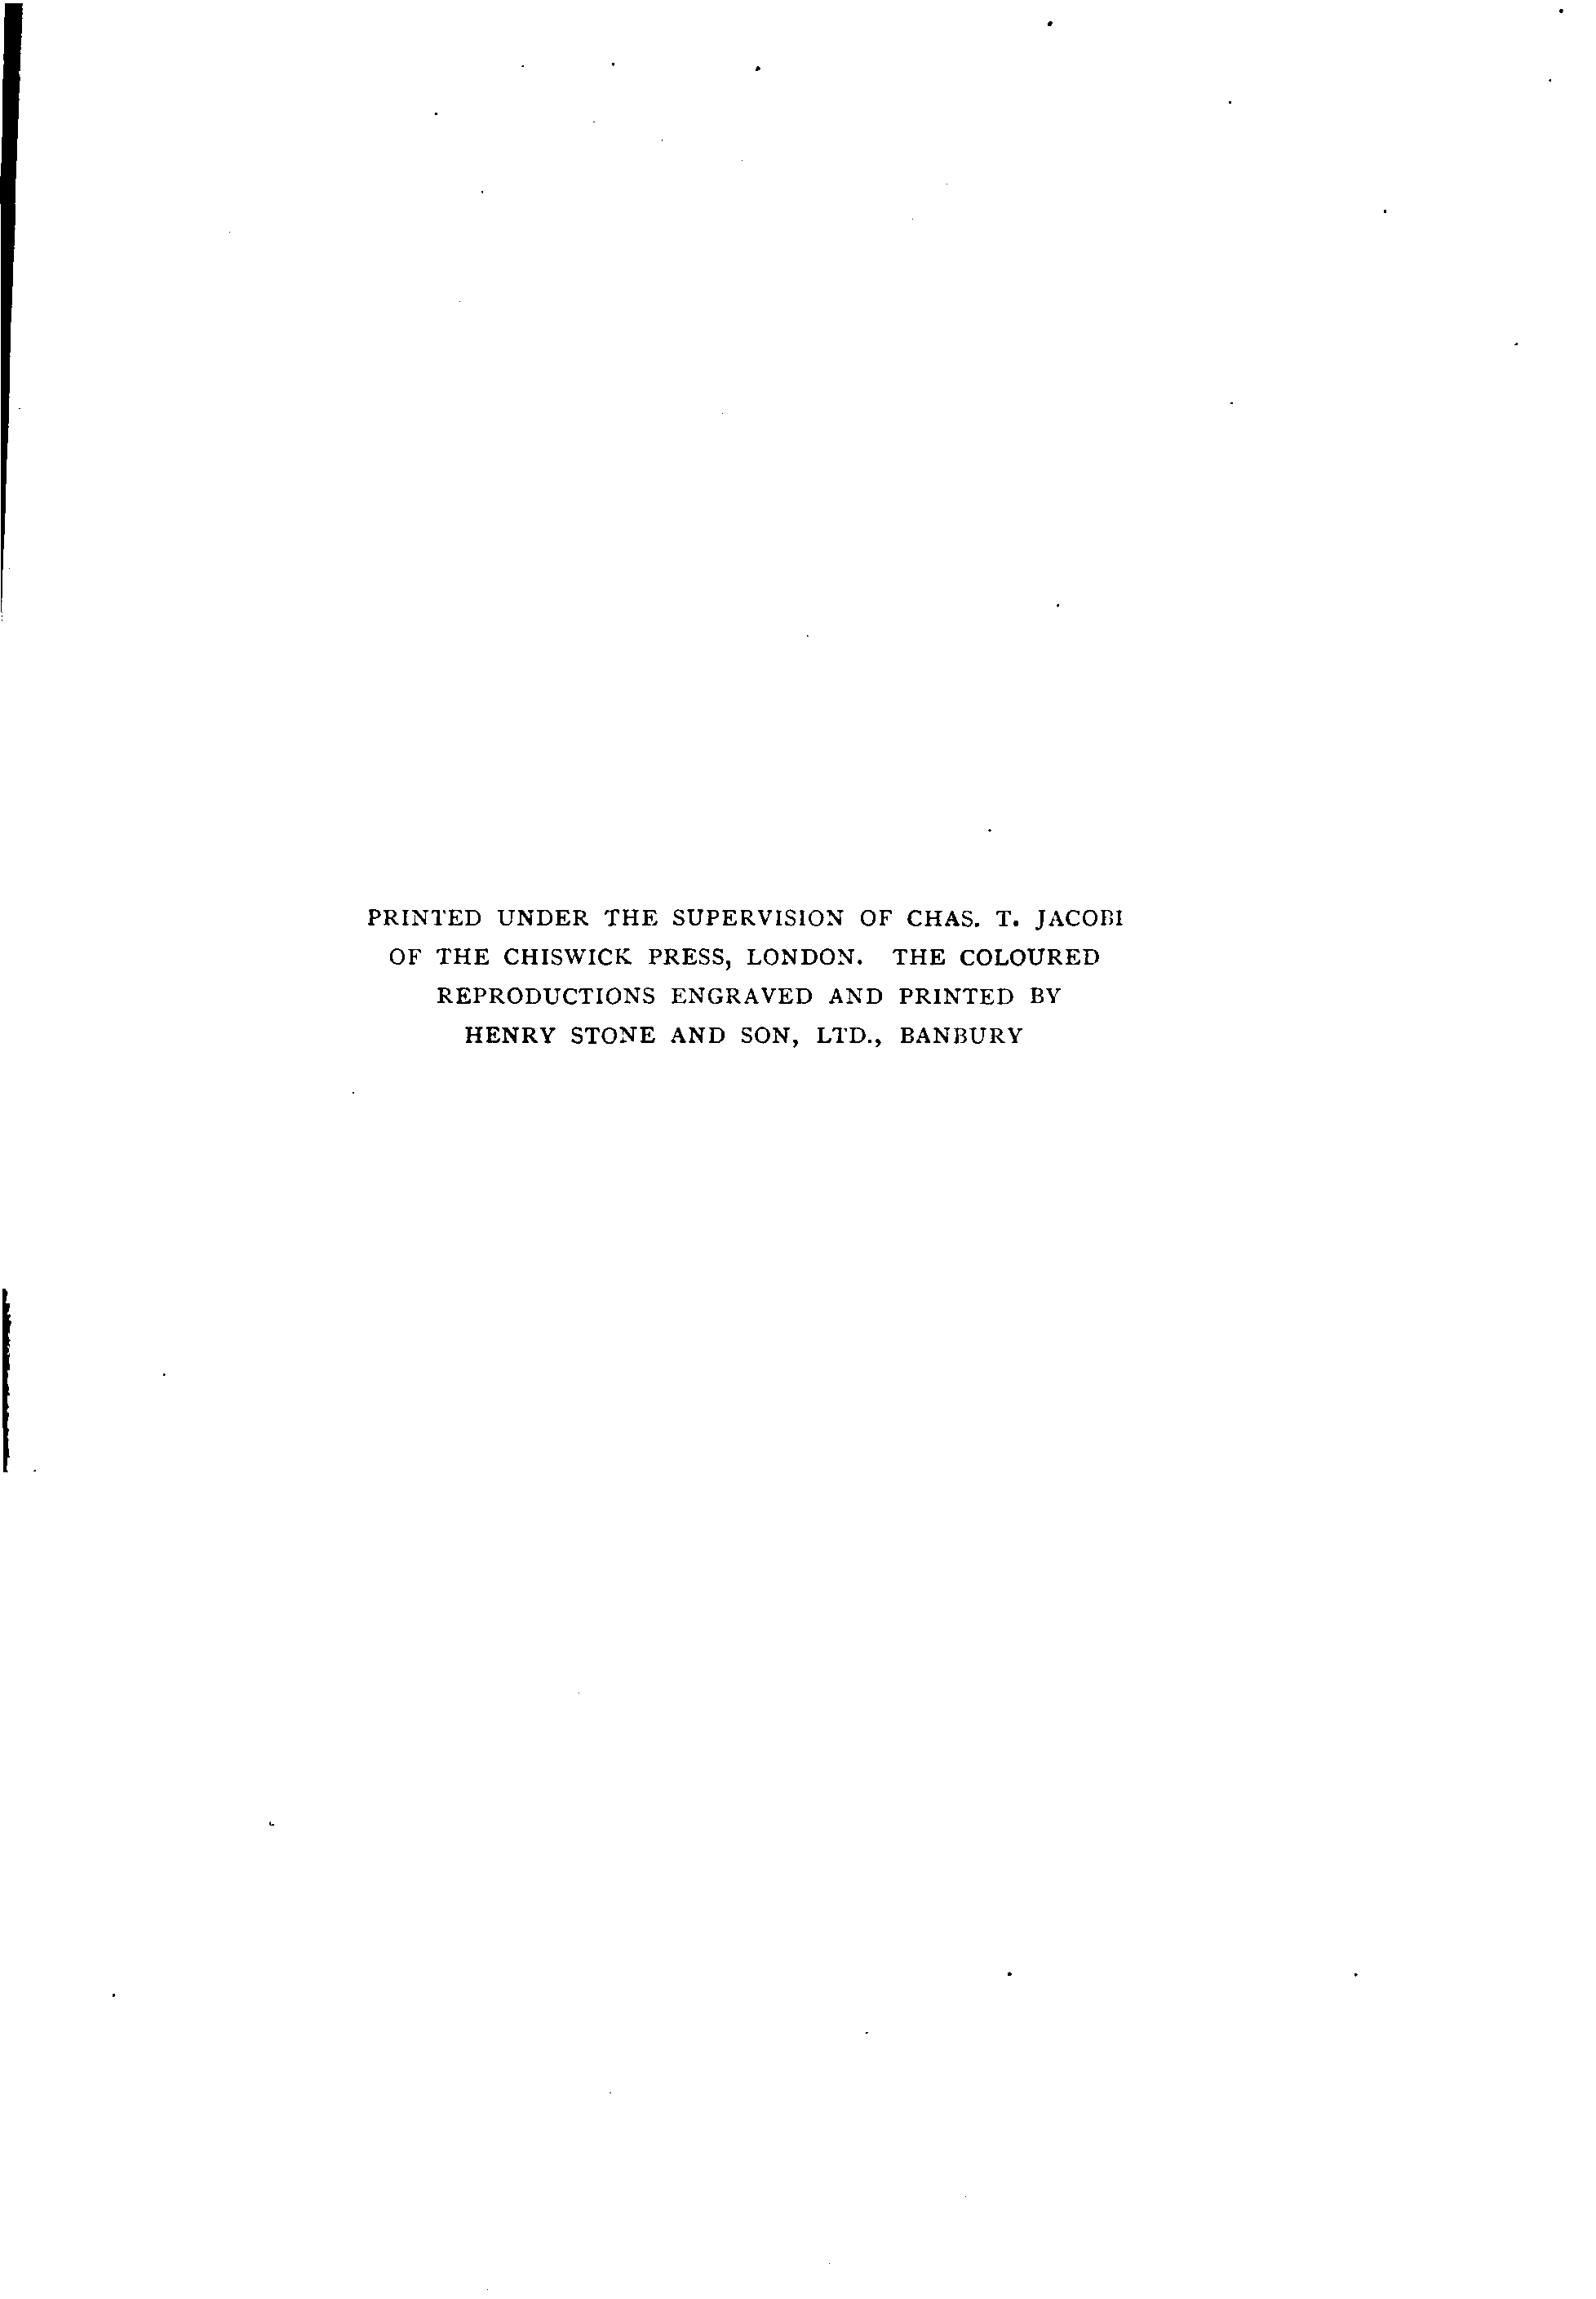 PRINTED UNDER THE SUPERVISION OF CHAS. T. JACOBI
OF THE CHISWICK PRESS, LONDON. THE COLOURED
REPRODUCTIONS ENGRAVED AND PRINTED BY
HENRY STONE AND SON, LTD., BANBURY